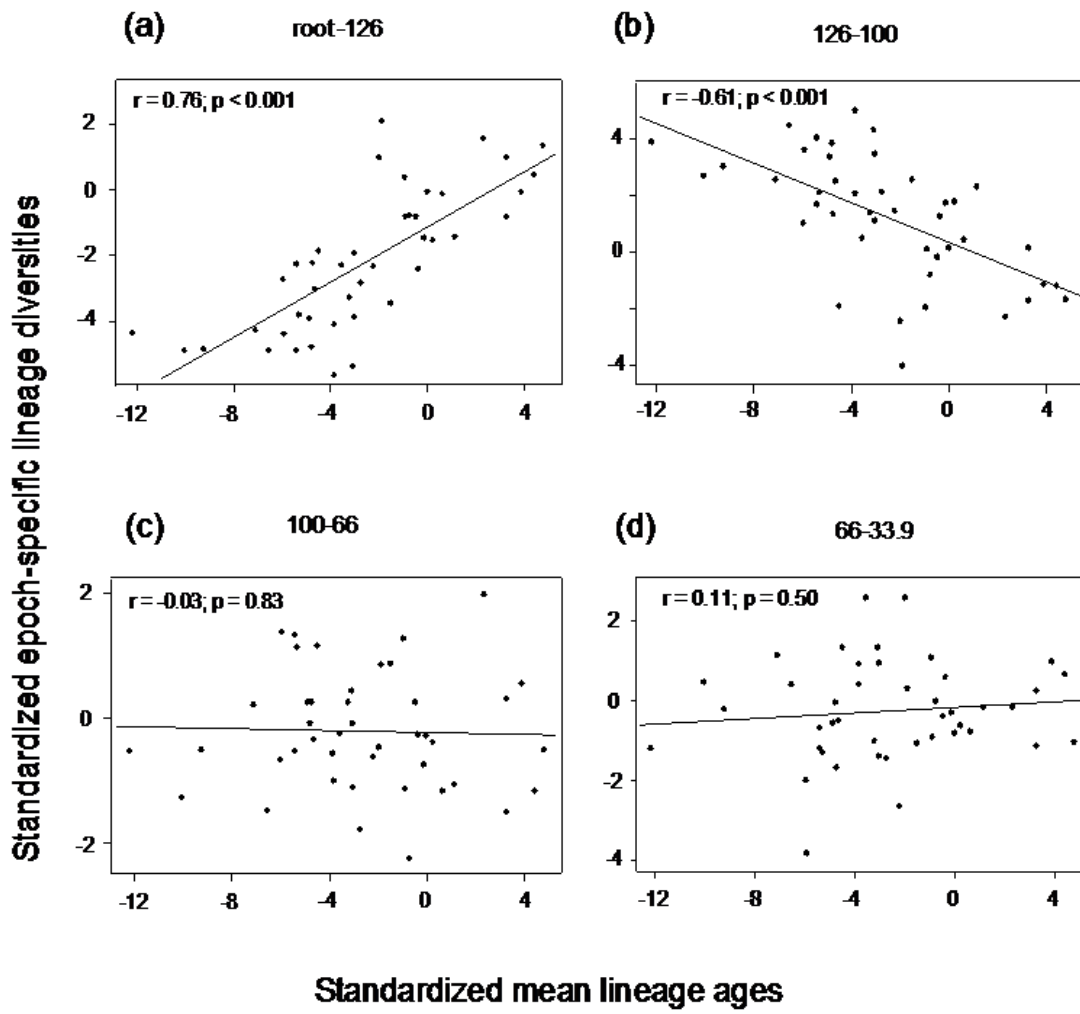 (a) root-126
(b) 126-100
r = 0.76; p < 0.001
2
0
-2
-4
-12 -8 -4 0 4
r = -0.61; p < 0.001
4
0
-4
-12 -8 -4 0 4
Standardized epoch-specific lineage diversities
(c) 100-66
(d) 66-33.9
r = -0.03; p = 0.83
2
0
-2
-12 -8 -4 0 4
r = 0.11; p = 0.50
2
0
-2
-4
-12 -8 -4 0 4
Standardized mean lineage ages